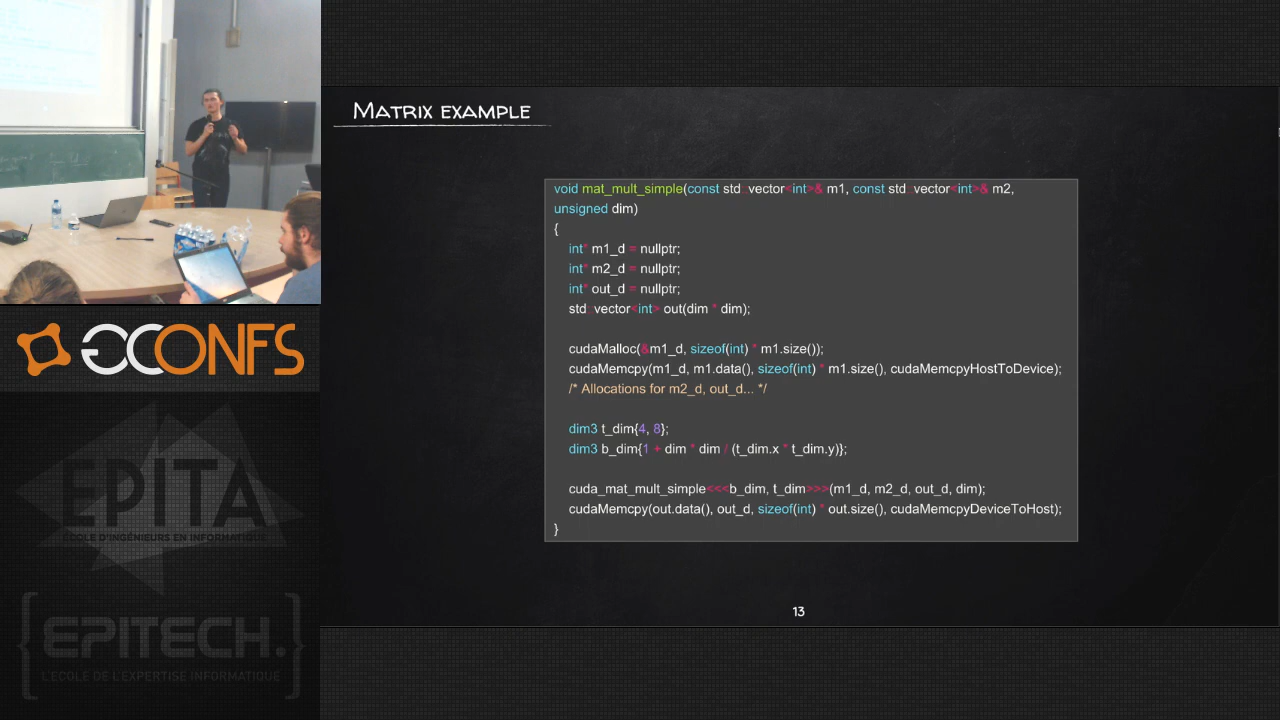 MATRIX EXAMPLE
void mat_mult_simple(const std::vector<int>& m1, const std::vector<int>& m2,
unsigned dim)
{
int* m1_d = nullptr;
int* m2_d = nullptr;
int* out_d = nullptr;
std::vector<int> out(dim * dim);
cudaMalloc(&m1_d, sizeof(int) * m1.size());
cudaMemcpy(m1_d, m1.data(), sizeof(int) * m1.size(), cudaMemcpyHostToDevice);
/* Allocations for m2_d, out_d... */
dim3 t_dim{4, 8};
dim3 b_dim{1 + dim * dim / (t_dim.x * t_dim.y)};
cuda_mat_mult_simple<<<b_dim, t_dim>>>(m1_d, m2_d, out_d, dim);
cudaMemcpy(out.data(), out_d, sizeof(int) * out.size(), cudaMemcpyDeviceToHost);
}
13
GCONFS
EPITA
ÉCOLE D'INGÉNIEURS EN INFORMATIQUE
{EPITECH.}
L'ECOLE DE L'EXPERTISE INFORMATIQUE